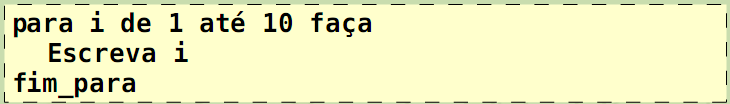 para i de 1 até 10 faça
Escreva i
fim_para